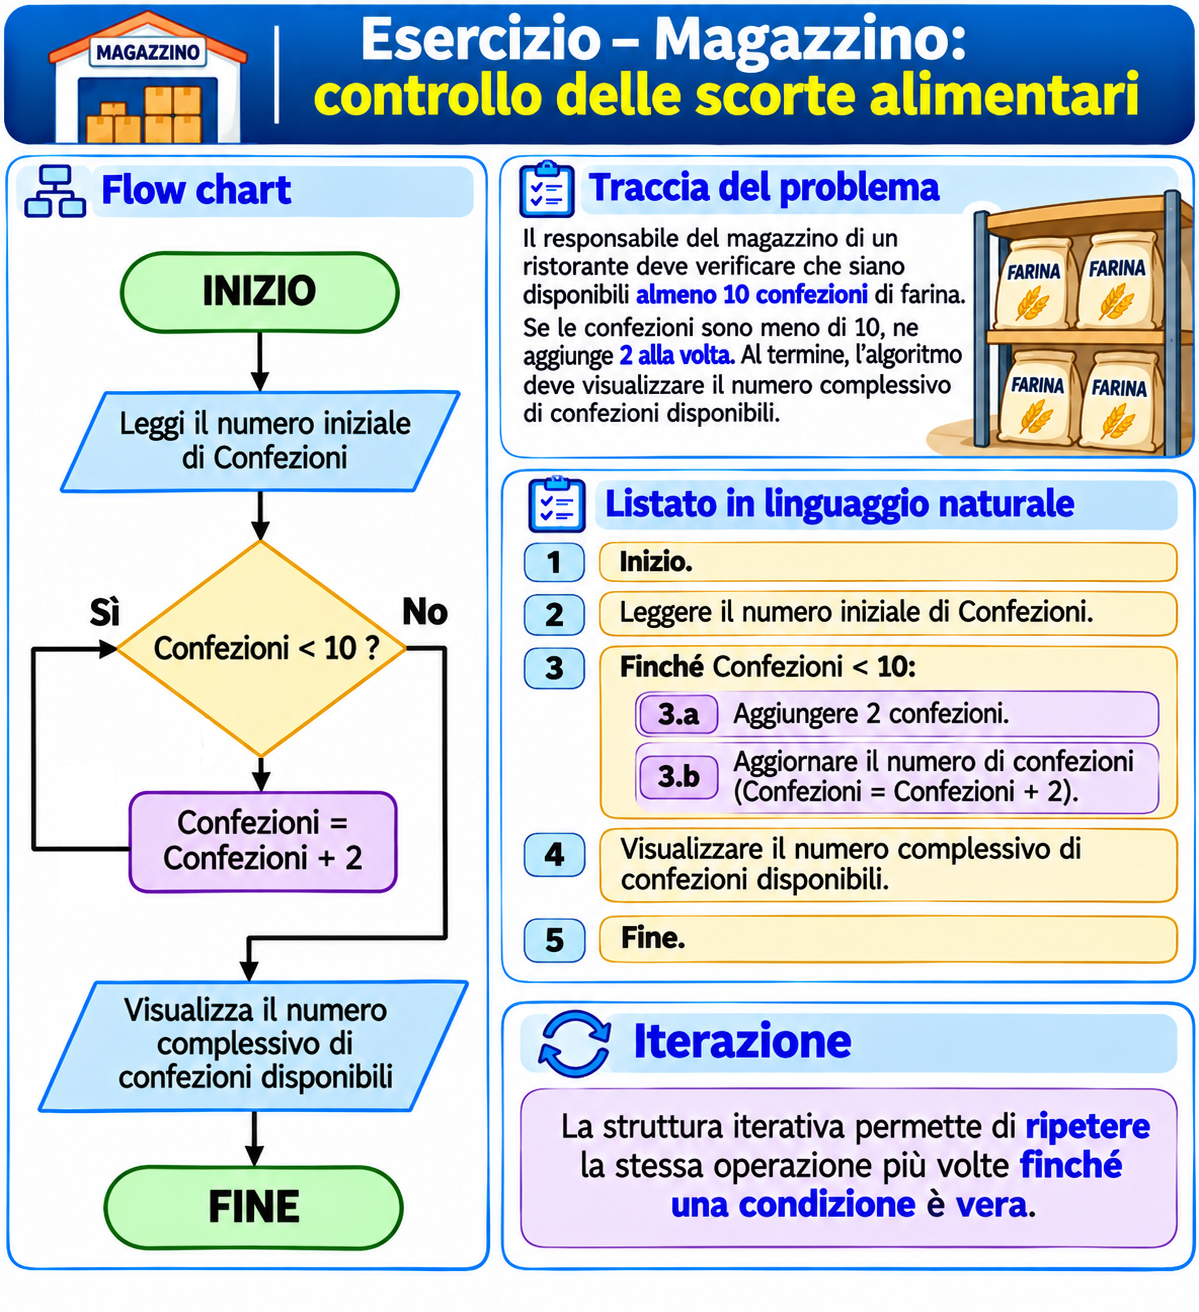 MAGAZZINO
Esercizio – Magazzino:
controllo delle scorte alimentari
Flow chart
INIZIO
Leggi il numero iniziale
di Confezioni
Sì
No
Confezioni < 10 ?
Confezioni =
Confezioni + 2
Visualizza il numero
complessivo di
confezioni disponibili
FINE
Traccia del problema
Il responsabile del magazzino di un
ristorante deve verificare che siano
disponibili almeno 10 confezioni di farina.
Se le confezioni sono meno di 10, ne
aggiunge 2 alla volta. Al termine, l'algoritmo
deve visualizzare il numero complessivo
di confezioni disponibili.
FARINA
FARINA
FARINA
FARINA
Listato in linguaggio naturale
1 Inizio.
2 Leggere il numero iniziale di Confezioni.
3 Finché Confezioni < 10:
3.a Aggiungere 2 confezioni.
3.b Aggiornare il numero di confezioni
(Confezioni = Confezioni + 2).
4 Visualizzare il numero complessivo di
confezioni disponibili.
5 Fine.
Iterazione
La struttura iterativa permette di ripetere
la stessa operazione più volte finché
una condizione è vera.